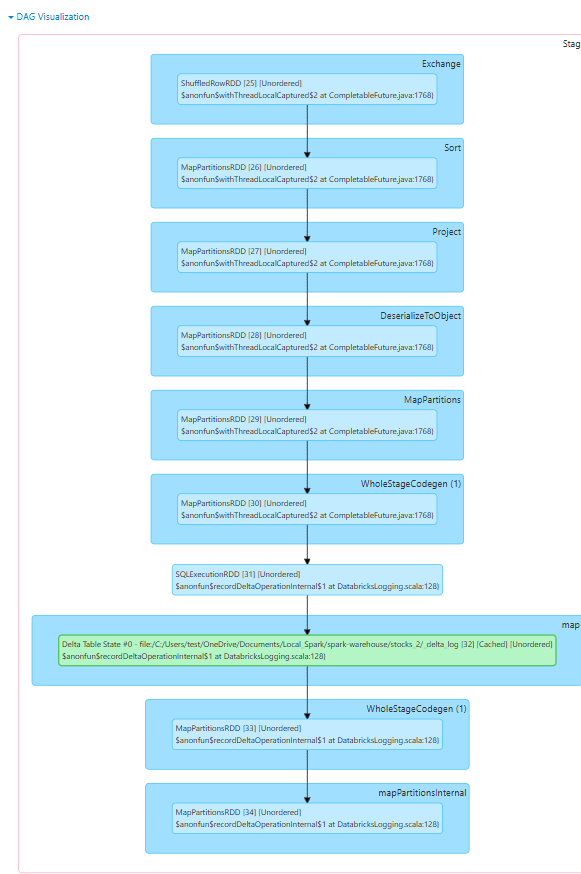 DAG Visualization
Stag
Exchange
ShuffledRowRDD [25] [Unordered]
$anonfun$withThreadLocalCaptured$2 at CompletableFuture.java:1768)
Sort
MapPartitionsRDD [26] [Unordered]
$anonfun$withThreadLocalCaptured$2 at CompletableFuture.java:1768)
Project
MapPartitionsRDD [27] [Unordered]
$anonfun$withThreadLocalCaptured$2 at CompletableFuture.java:1768)
DeserializeToObject
MapPartitionsRDD [28] [Unordered]
$anonfun$withThreadLocalCaptured$2 at CompletableFuture.java:1768)
MapPartitions
MapPartitionsRDD [29] [Unordered]
$anonfun$withThreadLocalCaptured$2 at CompletableFuture.java:1768)
WholeStageCodegen (1)
MapPartitionsRDD [30] [Unordered]
$anonfun$withThreadLocalCaptured$2 at CompletableFuture.java:1768)
SQLExecutionRDD [31] [Unordered]
$anonfun$recordDeltaOperationInternal$1 at DatabricksLogging.scala:128)
map
Delta Table State #0 - file:/C:/Users/test/OneDrive/Documents/Local_Spark/spark-warehouse/stocks_2/_delta_log [32] [Cached] [Unordered]
$anonfun$recordDeltaOperationInternal$1 at DatabricksLogging.scala:128)
WholeStageCodegen (1)
MapPartitionsRDD [33] [Unordered]
$anonfun$recordDeltaOperationInternal$1 at DatabricksLogging.scala:128)
mapPartitionsInternal
MapPartitionsRDD [34] [Unordered]
$anonfun$recordDeltaOperationInternal$1 at DatabricksLogging.scala:128)